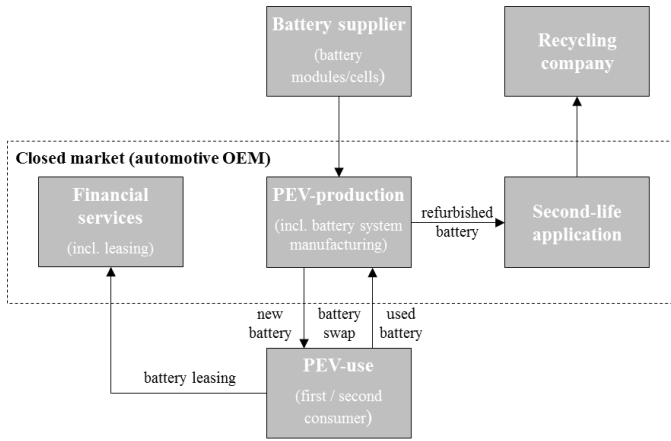 Battery supplier
(battery
modules/cells)
Recycling
company
Closed market (automotive OEM)
Financial
services
(incl. leasing)
PEV-production
(incl. battery system
manufacturing)
refurbished
battery
Second-life
application
new
battery
battery
swap
used
battery
battery leasing
PEV-use
(first / second
consumer)